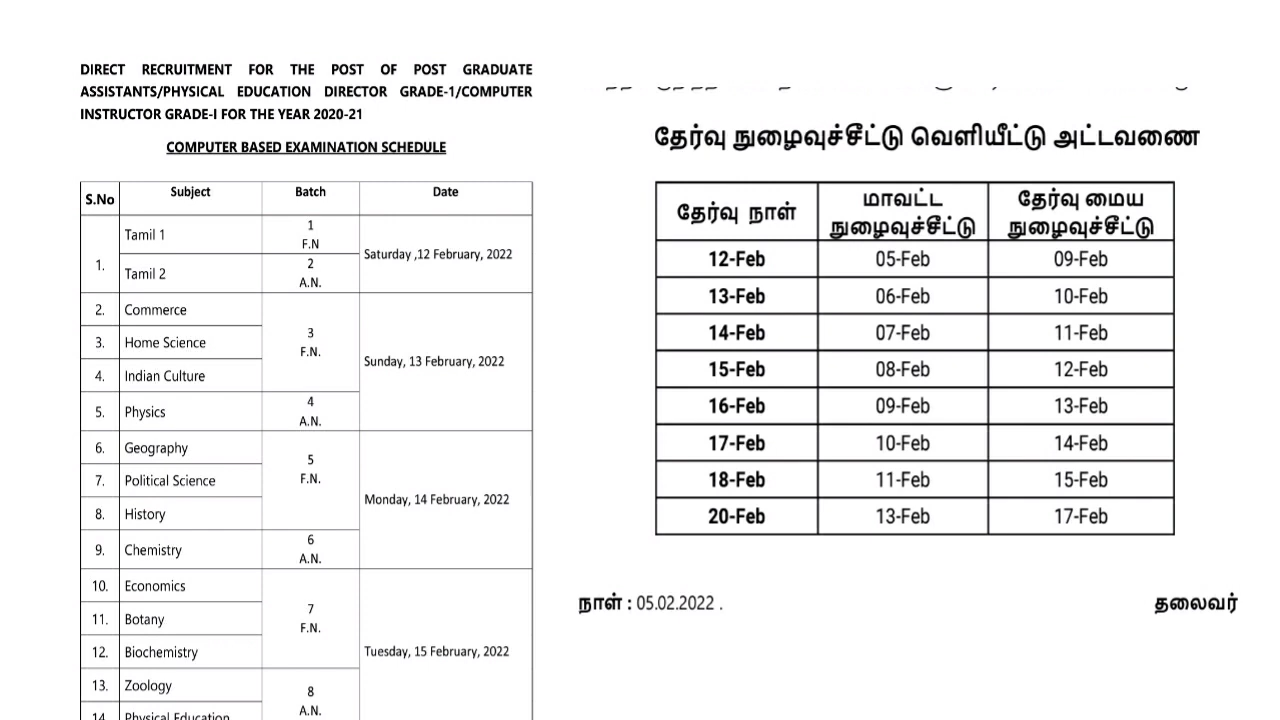 DIRECT RECRUITMENT FOR THE POST OF POST GRADUATE
ASSISTANTS/PHYSICAL EDUCATION DIRECTOR GRADE-1/COMPUTER
INSTRUCTOR GRADE-I FOR THE YEAR 2020-21
COMPUTER BASED EXAMINATION SCHEDULE
S.No Subject Batch Date
1. Tamil 1 1 F.N Saturday ,12 February, 2022
Tamil 2 2 A.N.
2. Commerce 3 F.N. Sunday, 13 February, 2022
3. Home Science
4. Indian Culture
5. Physics 4 A.N.
6. Geography 5 F.N. Monday, 14 February, 2022
7. Political Science
8. History
9. Chemistry 6 A.N.
10. Economics 7 F.N. Tuesday, 15 February, 2022
11. Botany
12. Biochemistry
13. Zoology 8 A.N.
14. Physical Education
தேர்வு நுழைவுச்சீட்டு வெளியீட்டு அட்டவணை
தேர்வு நாள் மாவட்ட நுழைவுச்சீட்டு தேர்வு மைய நுழைவுச்சீட்டு
12-Feb 05-Feb 09-Feb
13-Feb 06-Feb 10-Feb
14-Feb 07-Feb 11-Feb
15-Feb 08-Feb 12-Feb
16-Feb 09-Feb 13-Feb
17-Feb 10-Feb 14-Feb
18-Feb 11-Feb 15-Feb
20-Feb 13-Feb 17-Feb
நாள் : 05.02.2022 . தலைவர்